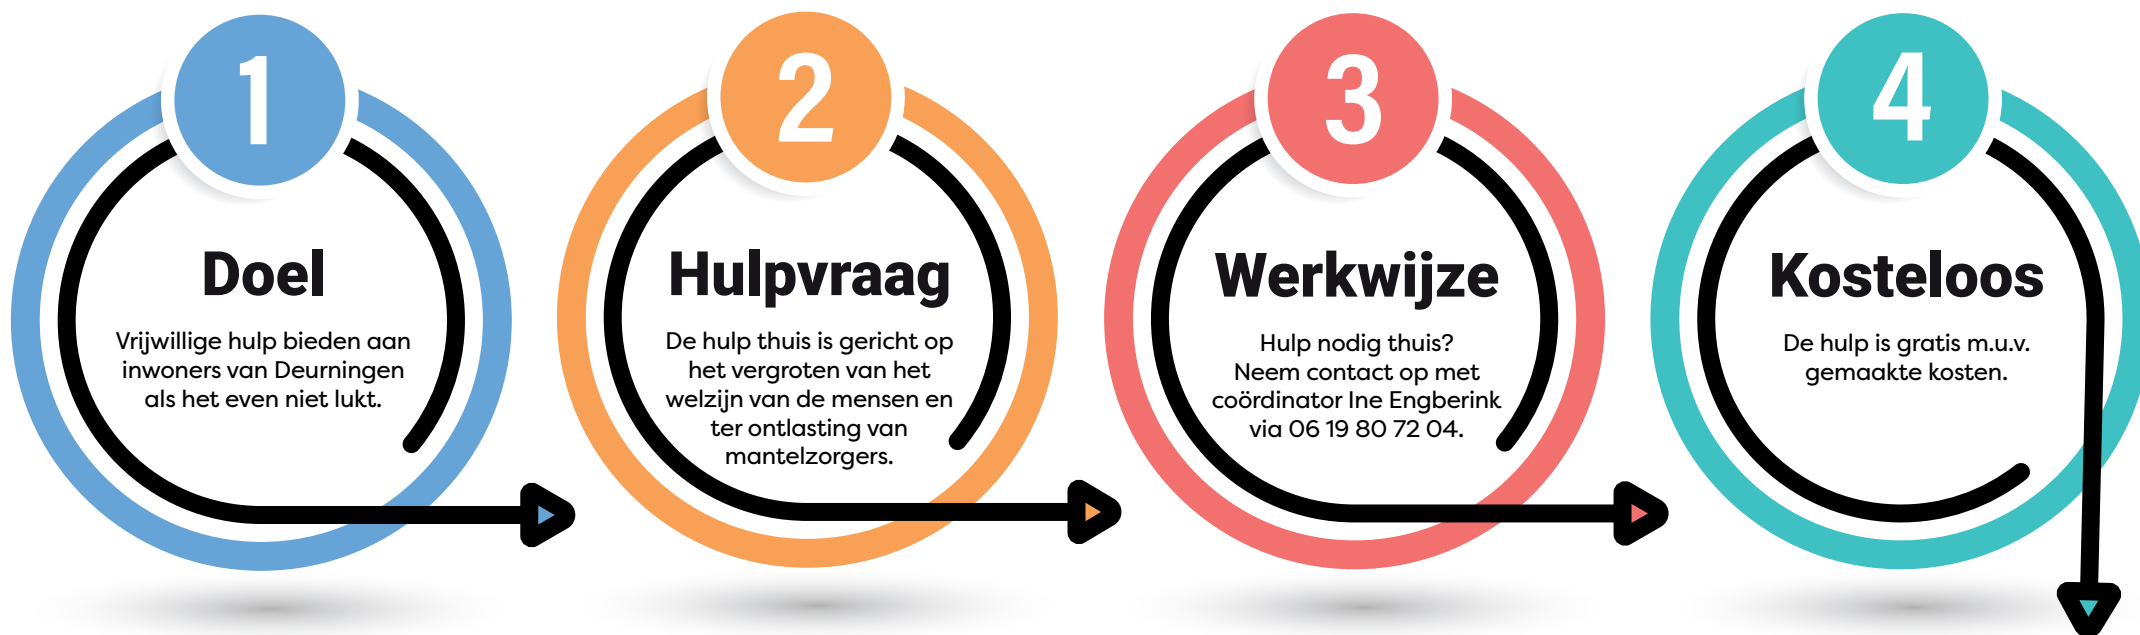 1
Doel
Vrijwillige hulp bieden aan
inwoners van Deurningen
als het even niet lukt.
2
Hulpvraag
De hulp thuis is gericht op
het vergroten van het
welzijn van de mensen en
ter ontlasting van
mantelzorgers.
3
Werkwijze
Hulp nodig thuis?
Neem contact op met
coördinator Ine Engberink
via 06 19 80 72 04.
4
Kosteloos
De hulp is gratis m.u.v.
gemaakte kosten.